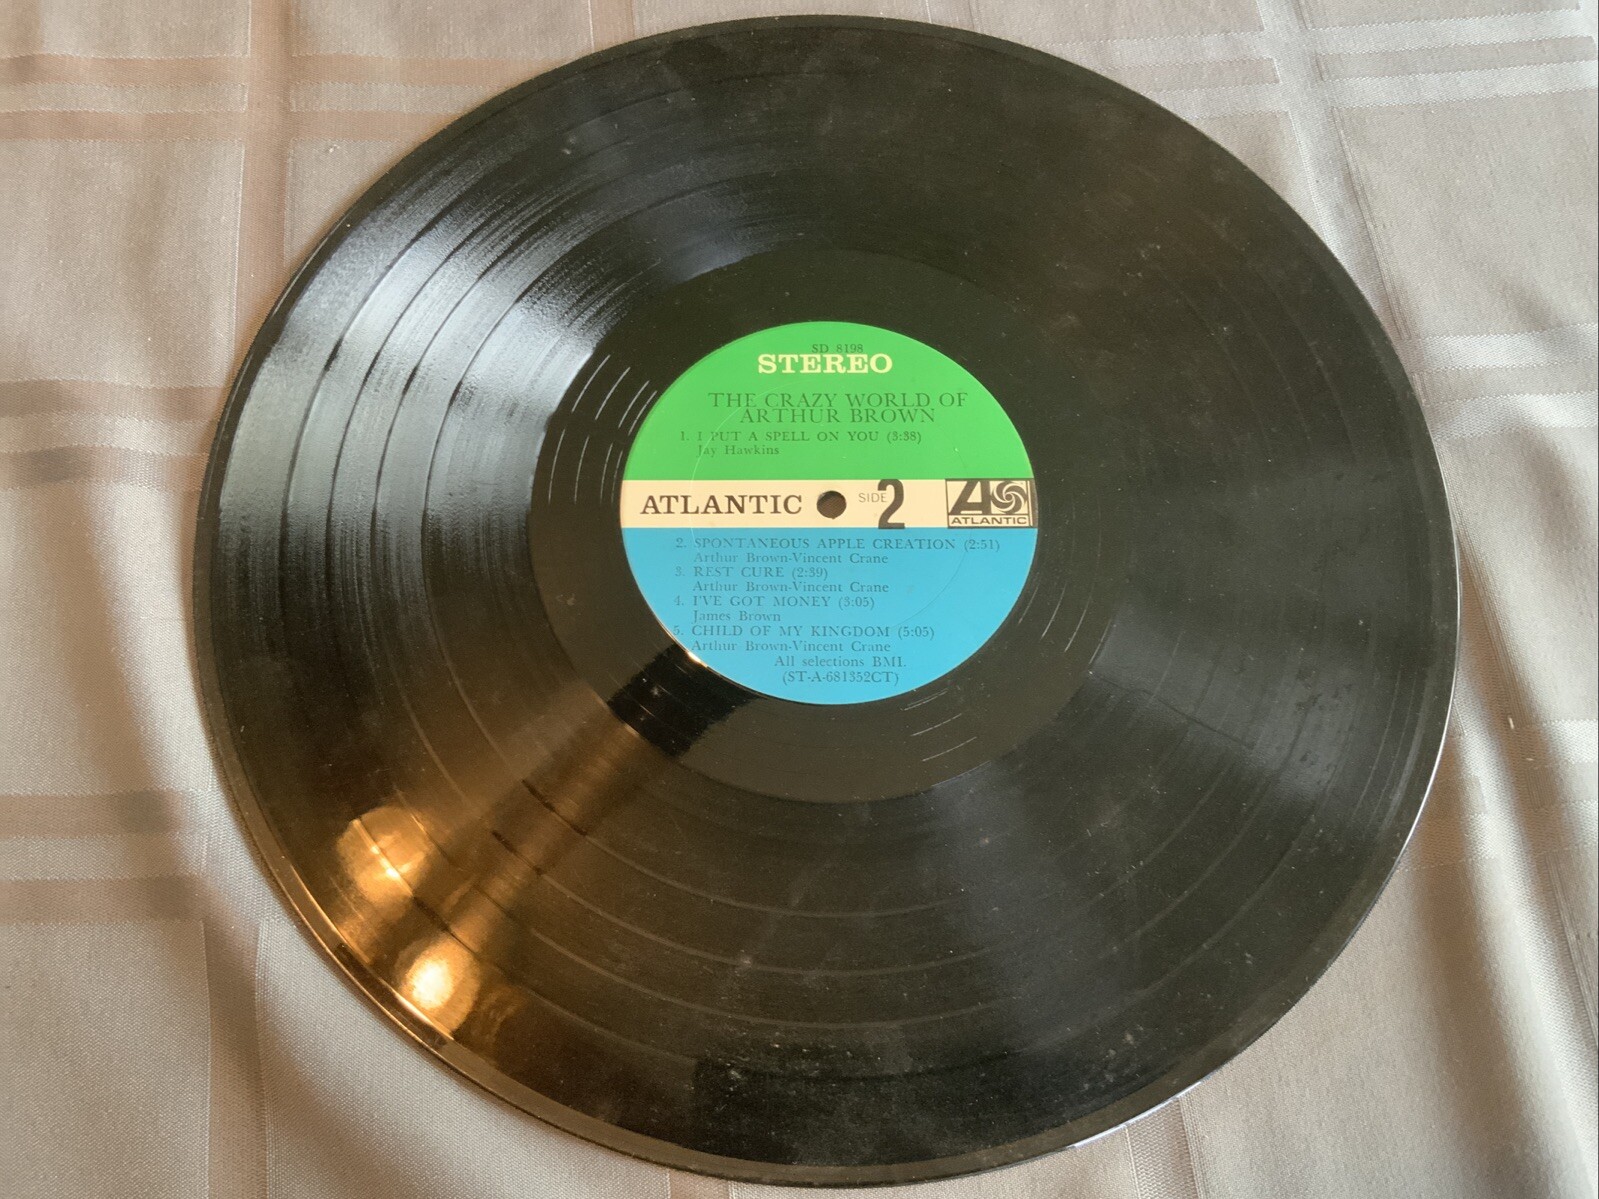 SD 8198
STEREO
THE CRAZY WORLD OF
ARTHUR BROWN
1. I PUT A SPELL ON YOU (3:38)
Jay Hawkins
ATLANTIC SIDE 2 ATLANTIC
2. SPONTANEOUS APPLE CREATION (2:51)
Arthur Brown-Vincent Crane
3. REST CURE (2:39)
Arthur Brown-Vincent Crane
4. I'VE GOT MONEY (3:05)
James Brown
5. CHILD OF MY KINGDOM (5:05)
Arthur Brown-Vincent Crane
All selections BMI.
(ST-A-681352CT)